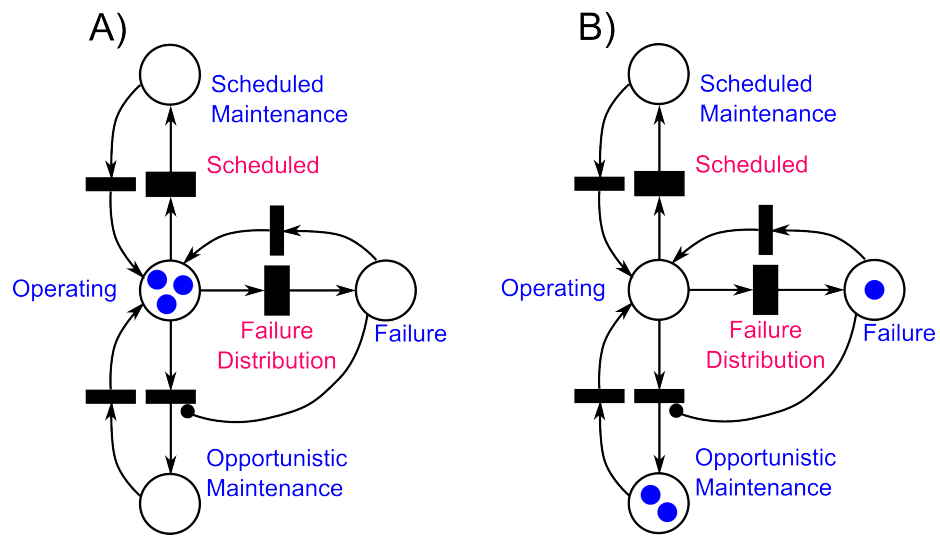 A)
Scheduled
Maintenance
Scheduled
Operating
Failure
Distribution
Failure
Opportunistic
Maintenance
B)
Scheduled
Maintenance
Scheduled
Operating
Failure
Distribution
Failure
Opportunistic
Maintenance